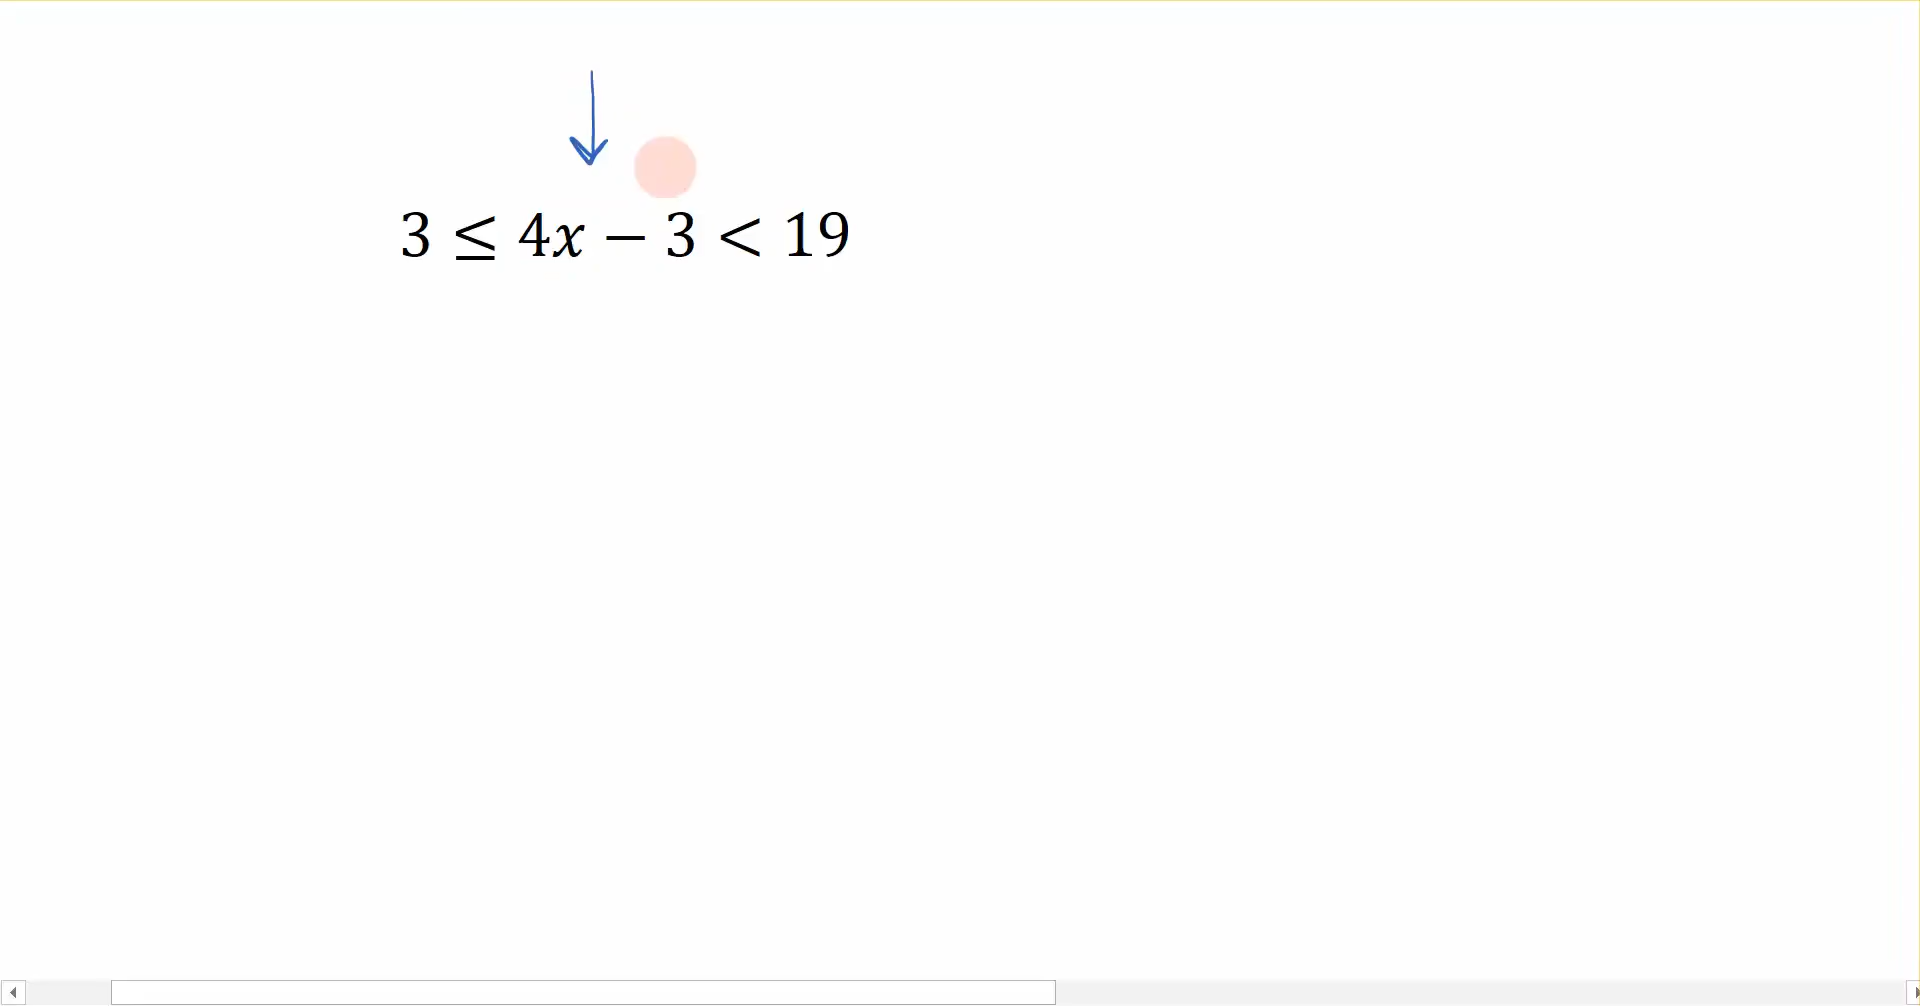 3 ≤ 4x − 3 < 19